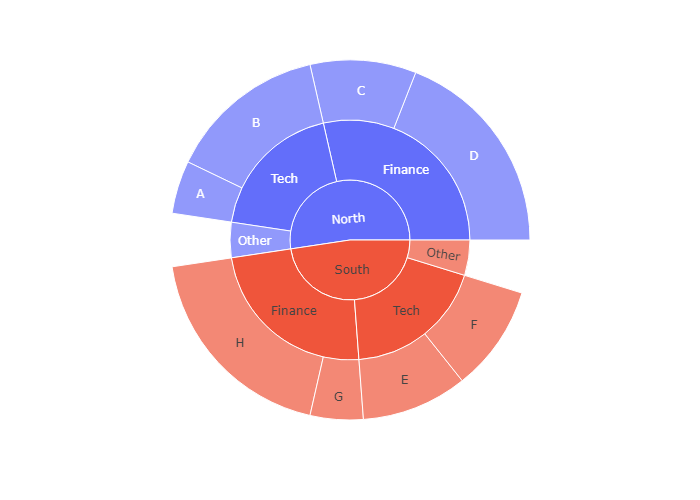 C
B
D
Finance
Tech
A
North
Other
Other
South
Finance
Tech
F
H
E
G